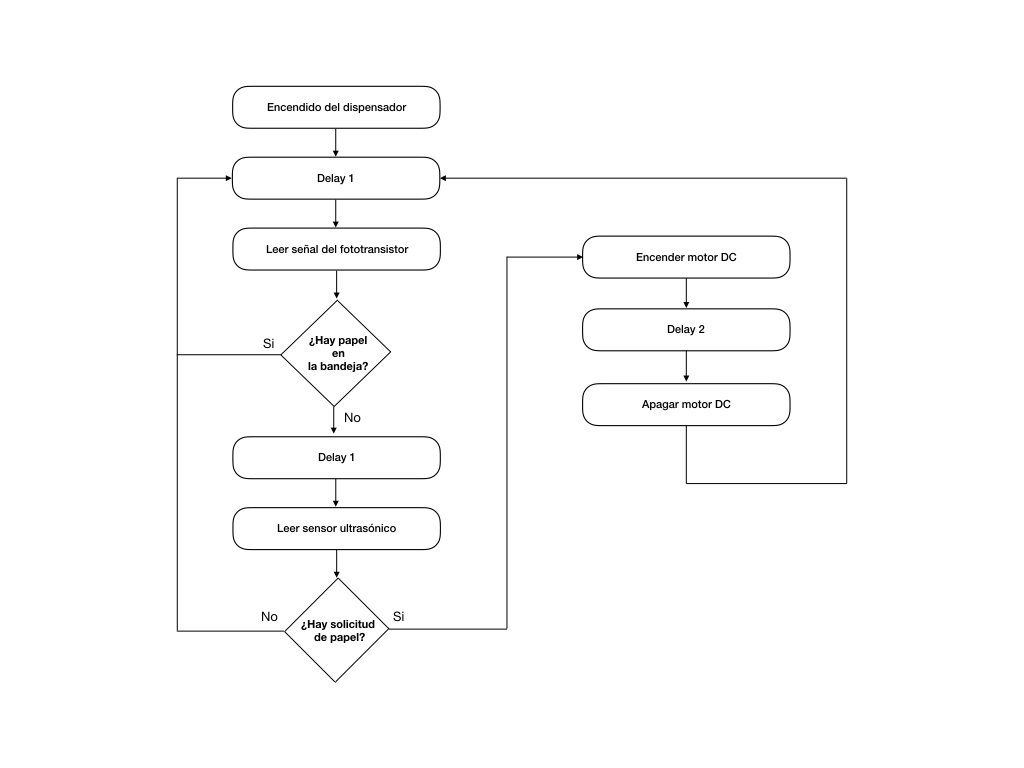 Encendido del dispensador
Delay 1
Leer señal del fototransistor
Si
¿Hay papel
en
la bandeja?
No
Delay 1
Leer sensor ultrasónico
No
¿Hay solicitud
de papel?
Si
Encender motor DC
Delay 2
Apagar motor DC